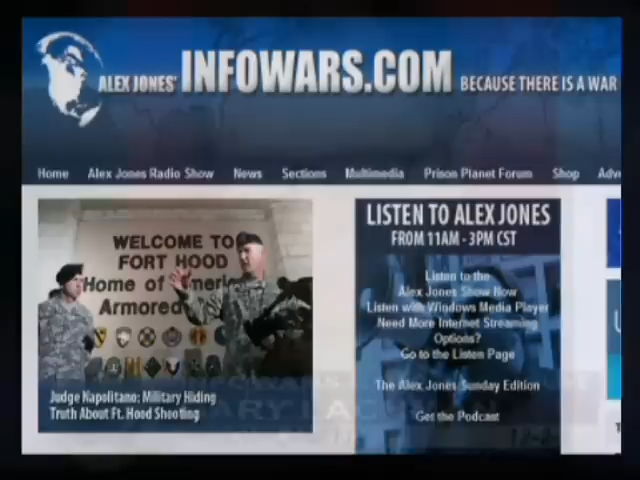 ALEX JONES' INFOWARS.COM BECAUSE THERE IS A WAR
Home Alex Jones Radio Show News Sections Multimedia Prison Planet Forum Shop
WELCOME TO
FORT HOOD
Home of
Armored
Judge Napolitano: Military Hiding
Truth About Ft. Hood Shooting
LISTEN TO ALEX JONES
FROM 11AM - 3PM CST
Listen to the
Alex Jones Show Now
Listen with Windows Media Player
Need More Internet Streaming
Options?
Go to the Listen Page
The Alex Jones Sunday Edition
Get the Podcast